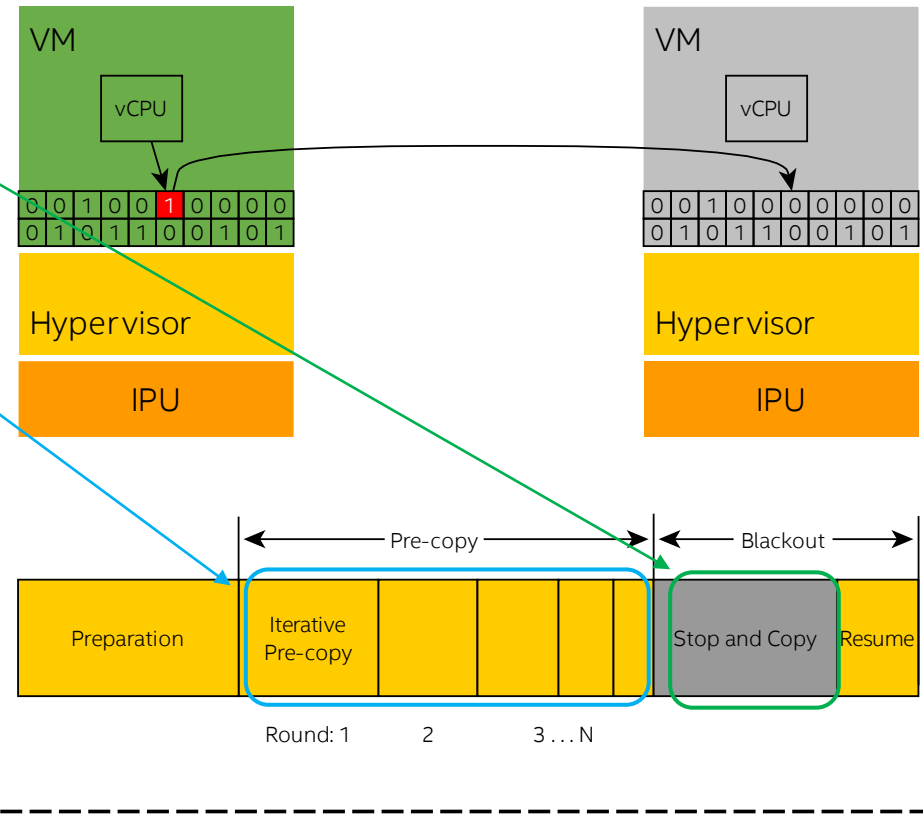 VM
vCPU
0 0 1 0 0 1 0 0 0 0
0 1 0 1 1 0 0 1 0 1
Hypervisor
IPU
VM
vCPU
0 0 1 0 0 0 0 0 0 0
0 1 0 1 1 0 0 1 0 1
Hypervisor
IPU
Pre-copy
Blackout
Preparation
Iterative
Pre-copy
Stop and Copy
Resume
Round: 1 2 3 ... N